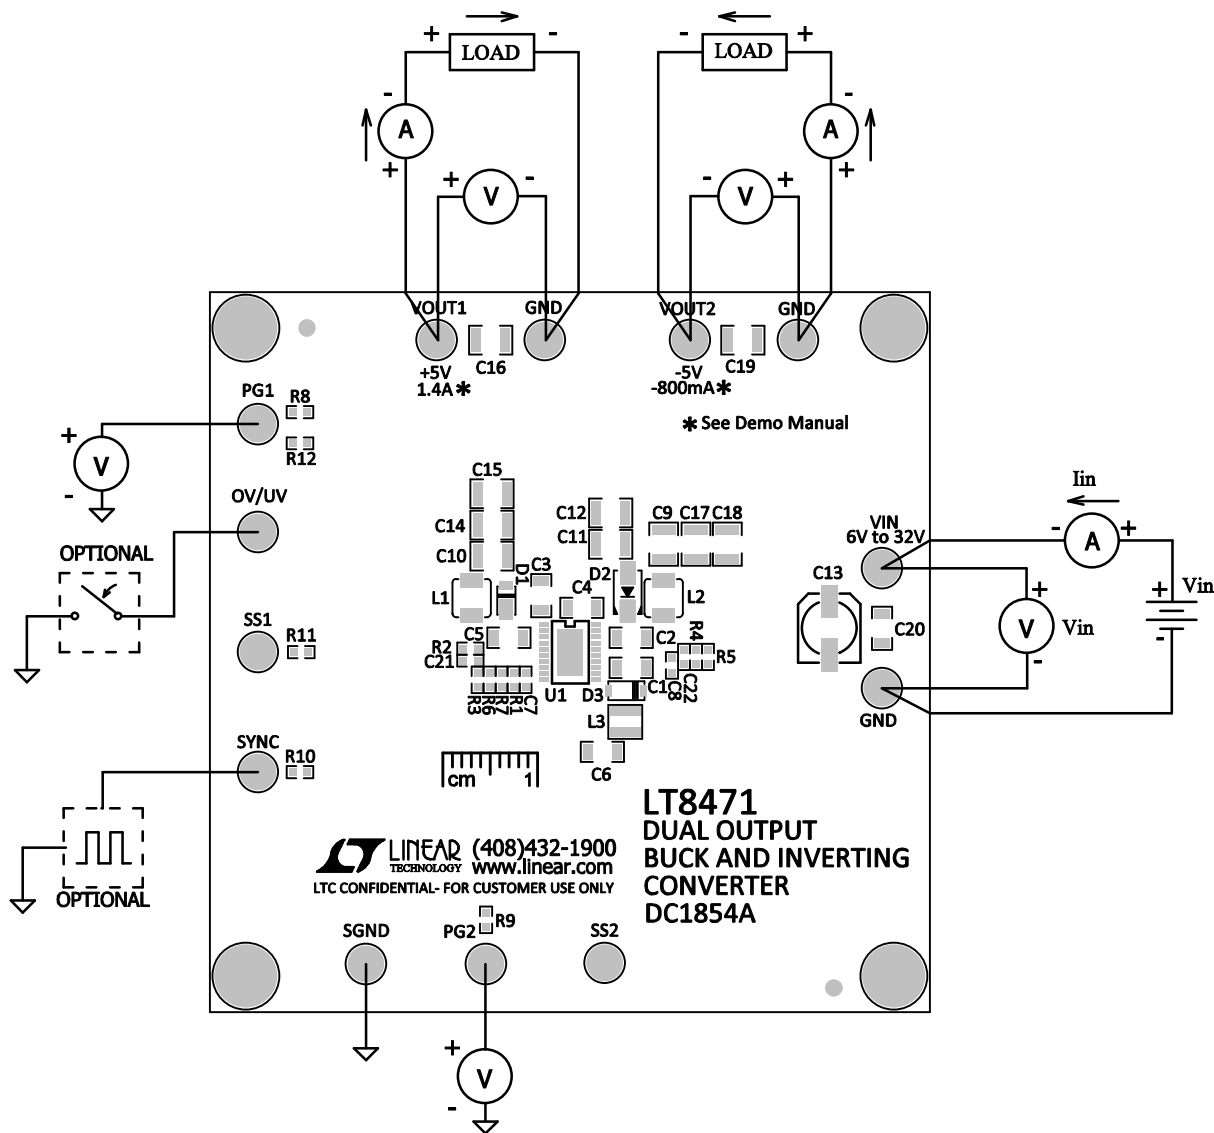 + LOAD -
- LOAD +
-
A
+
-
A
+
+ V -
- V +
VOUT1
GND
VOUT2
GND
+5V
1.4A*
C16
-5V
-800mA*
C19
* See Demo Manual
PG1
R8
R12
+
V
-
OV/UV
OPTIONAL
SS1
R11
SYNC
R10
OPTIONAL
C15
C14
C10
C12
C11
C9
C17
C18
D1
C3
C4
D2
L1
L2
C5
C2
R4
R5
R2
C21
U1
D3
C1
C8
C22
R3
R6
R7
R1
C7
L3
C6
cm 1
VIN
6V to 32V
C13
C20
GND
Iin
- A +
+
V
-
Vin
+
-
Vin
LT8471
DUAL OUTPUT
BUCK AND INVERTING
CONVERTER
DC1854A
LINEAR (408)432-1900
TECHNOLOGY www.linear.com
LTC CONFIDENTIAL- FOR CUSTOMER USE ONLY
SGND
PG2
R9
SS2
+
V
-